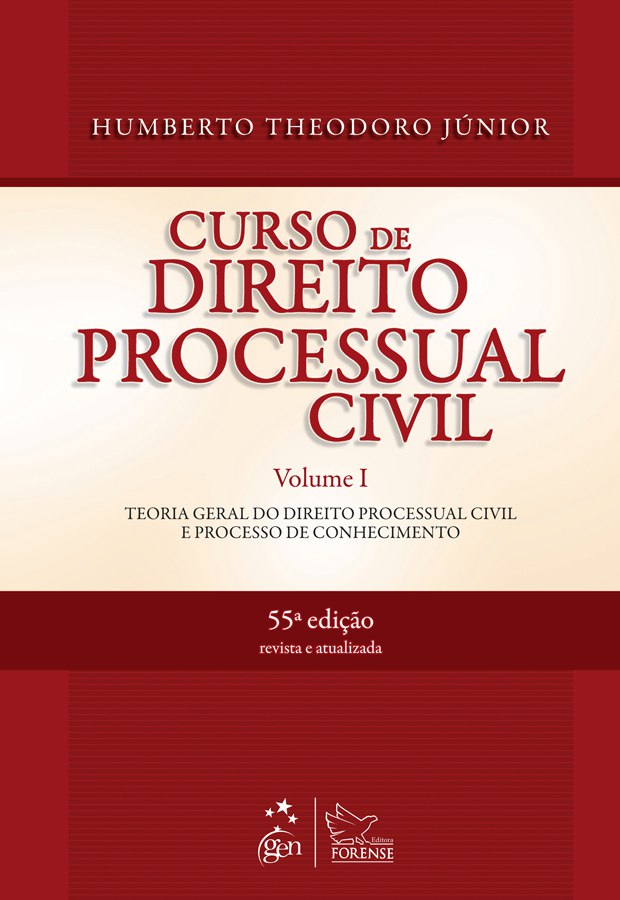 HUMBERTO THEODORO JÚNIOR
CURSO DE
DIREITO
PROCESSUAL
CIVIL
Volume I
TEORIA GERAL DO DIREITO PROCESSUAL CIVIL
E PROCESSO DE CONHECIMENTO
55ª edição
revista e atualizada
gen
Editora
FORENSE